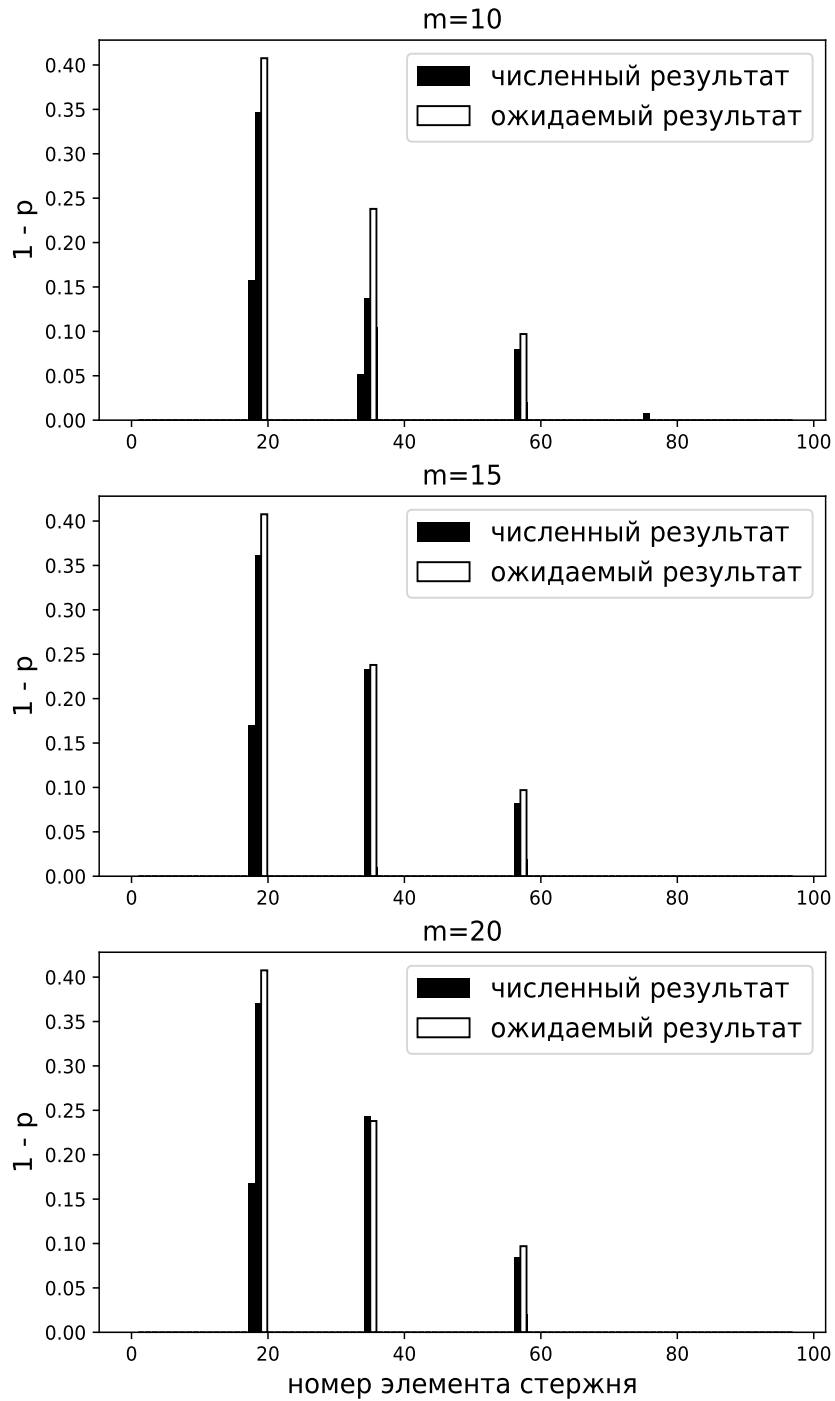 m=10
0.40
0.35
0.30
0.25
0.20
0.15
0.10
0.05
0.00
1 - p
численный результат
ожидаемый результат
0 20 40 60 80 100
m=15
0.40
0.35
0.30
0.25
0.20
0.15
0.10
0.05
0.00
1 - p
численный результат
ожидаемый результат
0 20 40 60 80 100
m=20
0.40
0.35
0.30
0.25
0.20
0.15
0.10
0.05
0.00
1 - p
численный результат
ожидаемый результат
0 20 40 60 80 100
номер элемента стержня